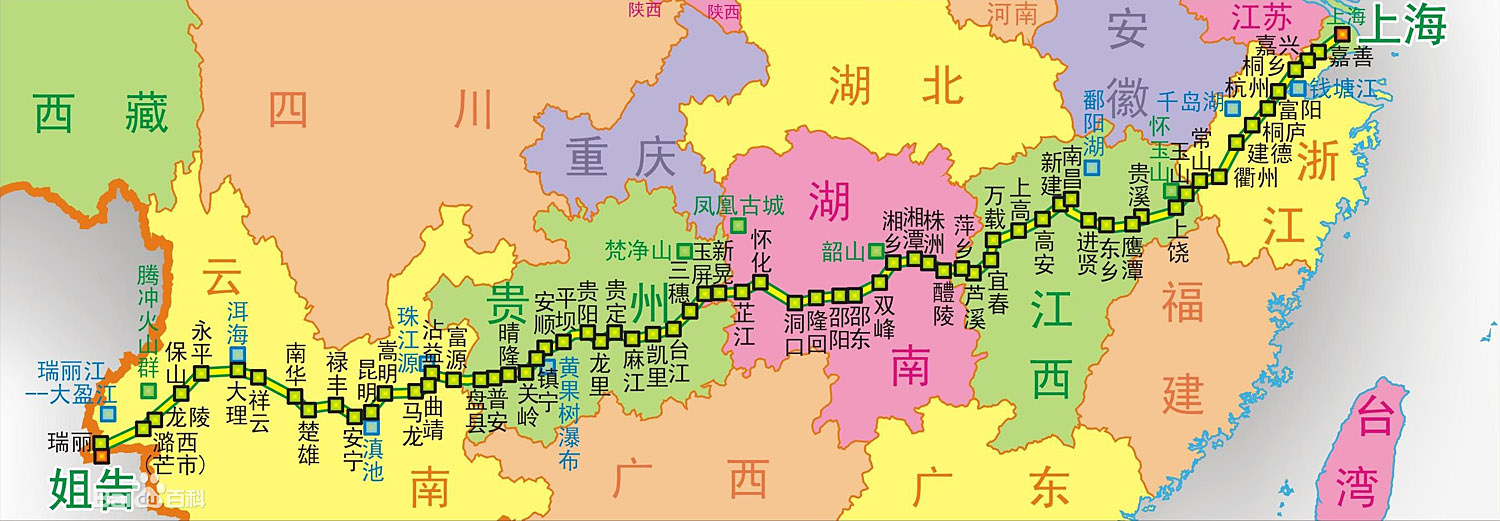 陕西
陕西
河南
安徽
江苏
上海
上海
西藏
四川
重庆
湖北
湖南
浙江
江西
福建
台湾
广东
广西
贵州
云南
嘉善
嘉兴
桐乡
杭州
钱塘江
千岛湖
富阳
桐庐
建德
衢州
常山
玉山
怀玉山
上饶
鄱阳湖
贵溪
鹰潭
东乡
进贤
南昌
新建
高安
上高
万载
宜春
萍乡
芦溪
醴陵
株洲
湘潭
湘乡
韶山
双峰
邵东
邵阳
隆回
洞口
怀化
凤凰古城
芷江
新晃
玉屏
梵净山
三穗
台江
凯里
麻江
贵定
龙里
贵阳
平坝
安顺
镇宁
黄果树瀑布
关岭
晴隆
普安
盘县
富源
沾益
珠江源
曲靖
马龙
嵩明
昆明
滇池
安宁
禄丰
楚雄
南华
祥云
大理
洱海
永平
保山
龙陵
腾冲火山群
潞西
(芒市)
瑞丽江
--大盈江
瑞丽
姐告
Baidu百科